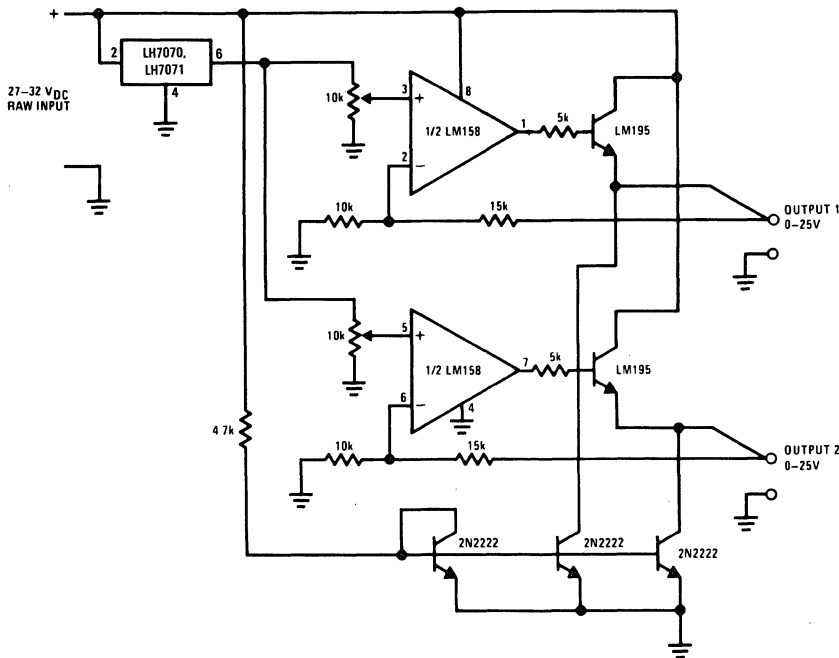 +
27–32 VDC
RAW INPUT
2
LH7070,
LH7071
6
4
10k
3
+
8
1/2 LM158
2
−
1
5k
LM195
10k
15k
OUTPUT 1
0–25V
10k
5
+
1/2 LM158
6
−
4
7
5k
LM195
10k
15k
OUTPUT 2
0–25V
4 7k
2N2222
2N2222
2N2222